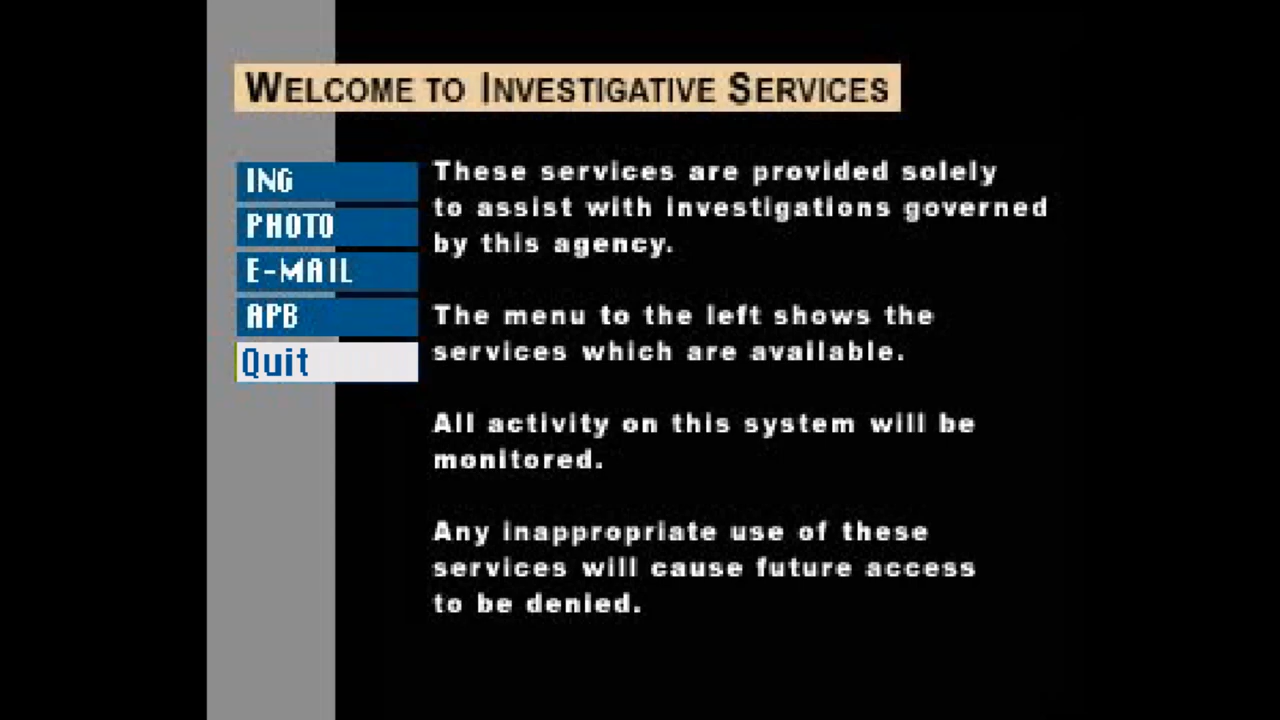 WELCOME TO INVESTIGATIVE SERVICES
ING
PHOTO
E-MAIL
APB
Quit
These services are provided solely
to assist with investigations governed
by this agency.
The menu to the left shows the
services which are available.
All activity on this system will be
monitored.
Any inappropriate use of these
services will cause future access
to be denied.